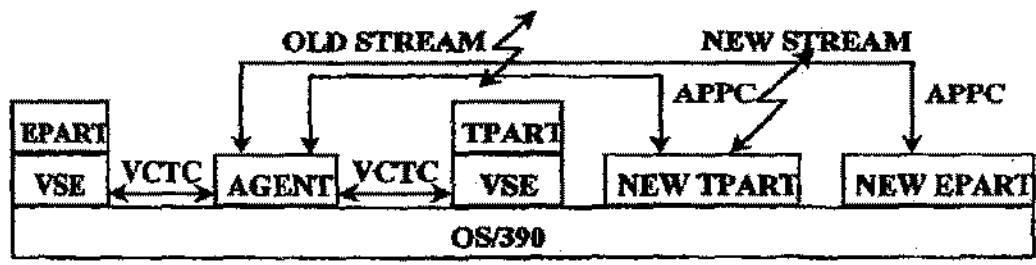 OLD STREAM NEW STREAM
APPC APPC
EPART TPART
VCTC VCTC
VSE AGENT VSE NEW TPART NEW EPART
OS/390